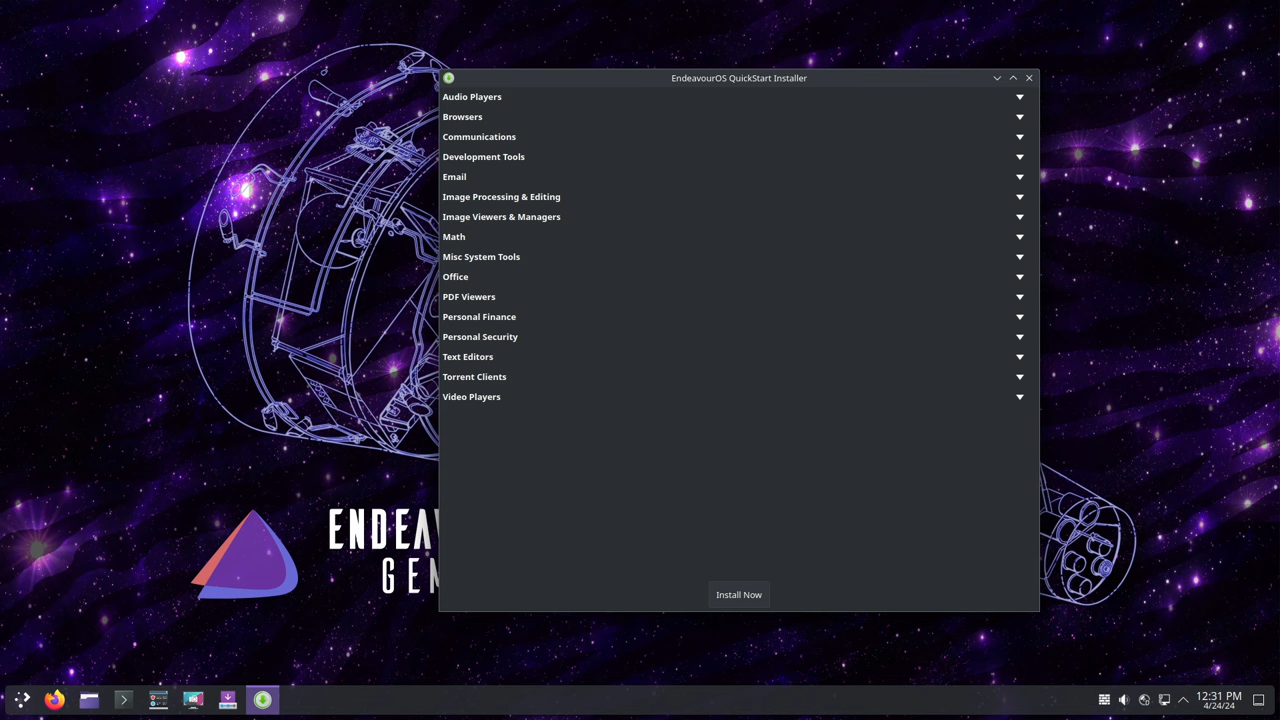 EndeavourOS QuickStart Installer
Audio Players
Browsers
Communications
Development Tools
Email
Image Processing & Editing
Image Viewers & Managers
Math
Misc System Tools
Office
PDF Viewers
Personal Finance
Personal Security
Text Editors
Torrent Clients
Video Players
ENDEAV
GEM
Install Now
12:31 PM
4/24/24